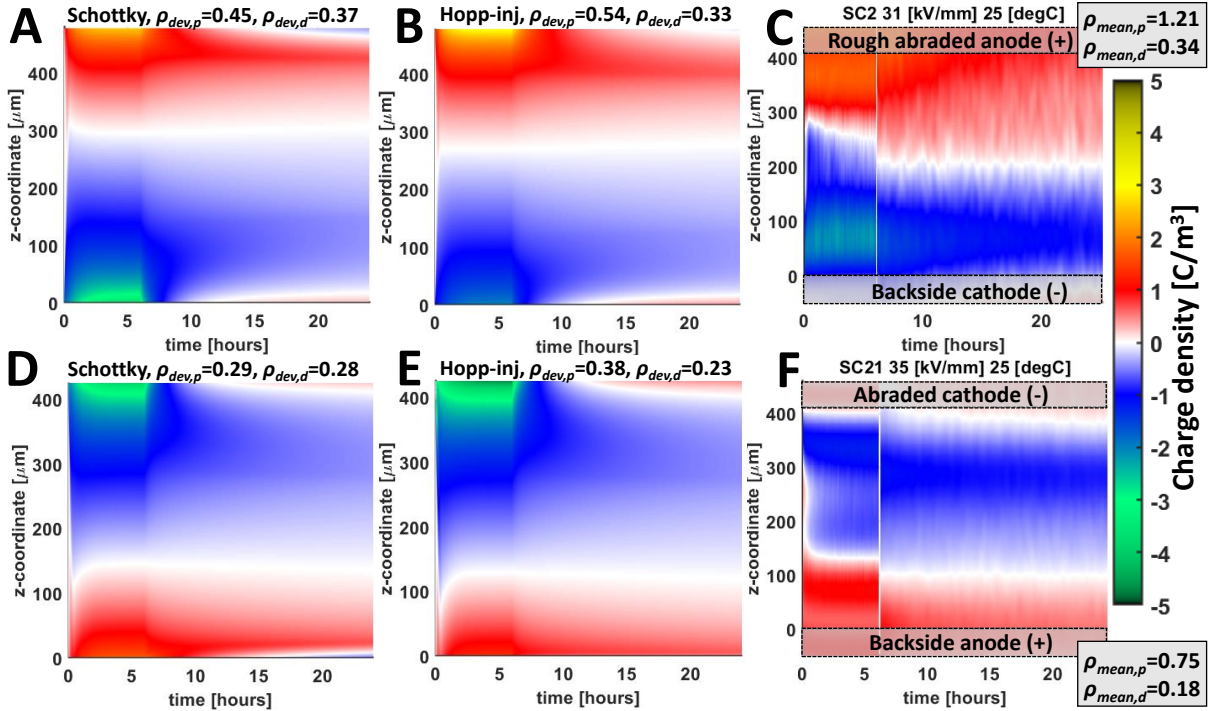 A
Schottky, ρdev,p=0.45, ρdev,d=0.37
z-coordinate [μm]
400
300
200
100
0
0 5 10 15 20
time [hours]
B
Hopp-inj, ρdev,p=0.54, ρdev,d=0.33
z-coordinate [μm]
400
300
200
100
0
0 5 10 15 20
time [hours]
C
SC2 31 [kV/mm] 25 [degC]
Rough abraded anode (+)
z-coordinate [μm]
400
300
200
100
0
Backside cathode (-)
0 10 20
time [hours]
ρmean,p=1.21
ρmean,d=0.34
5
4
3
2
1
0
-1
-2
-3
-4
-5
Charge density [C/m³]
D
Schottky, ρdev,p=0.29, ρdev,d=0.28
z-coordinate [μm]
400
300
200
100
0
0 5 10 15 20
time [hours]
E
Hopp-inj, ρdev,p=0.38, ρdev,d=0.23
z-coordinate [μm]
400
300
200
100
0
0 5 10 15 20
time [hours]
F
SC21 35 [kV/mm] 25 [degC]
Abraded cathode (-)
z-coordinate [μm]
400
300
200
100
0
Backside anode (+)
0 10 20
time [hours]
ρmean,p=0.75
ρmean,d=0.18